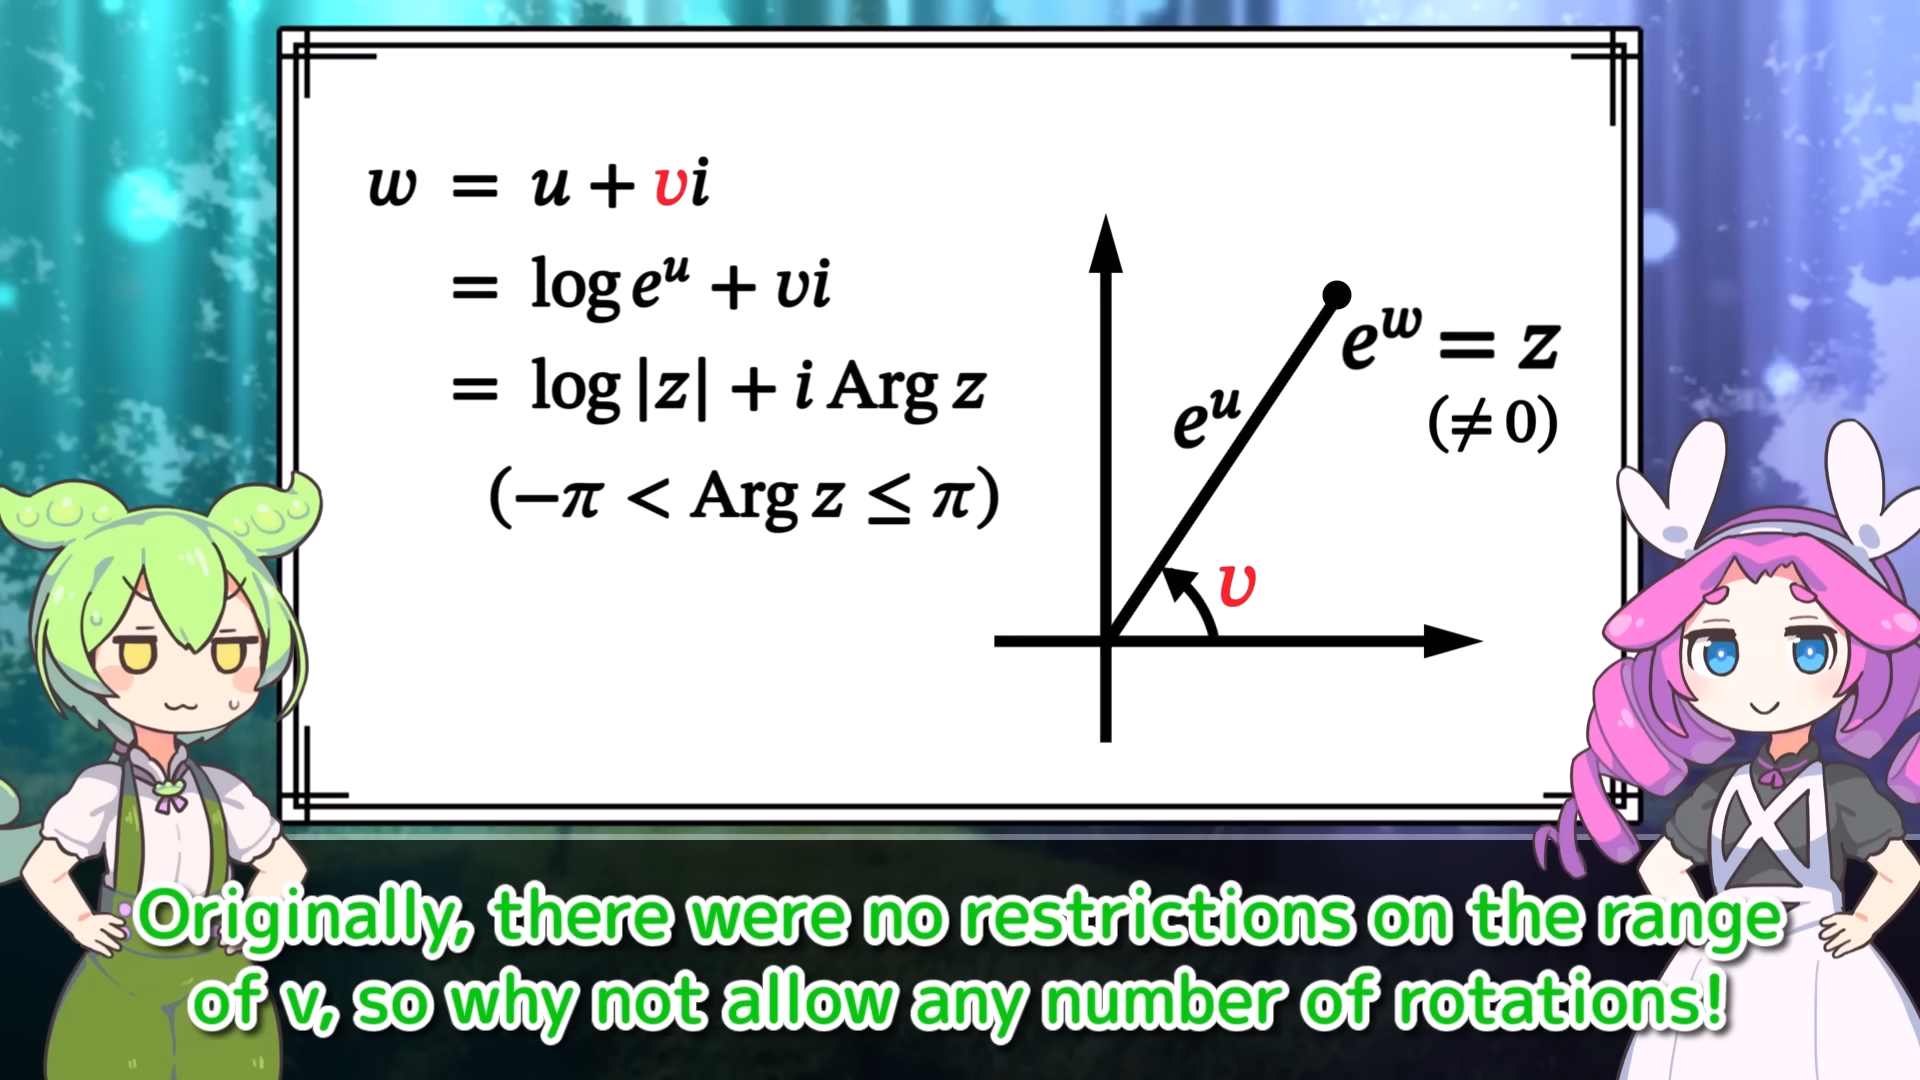 w = u + vi
= log e^u + vi
= log |z| + i Arg z
(−π < Arg z ≤ π)
e^w = z
(≠ 0)
e^u
v
Originally, there were no restrictions on the range
of v, so why not allow any number of rotations!